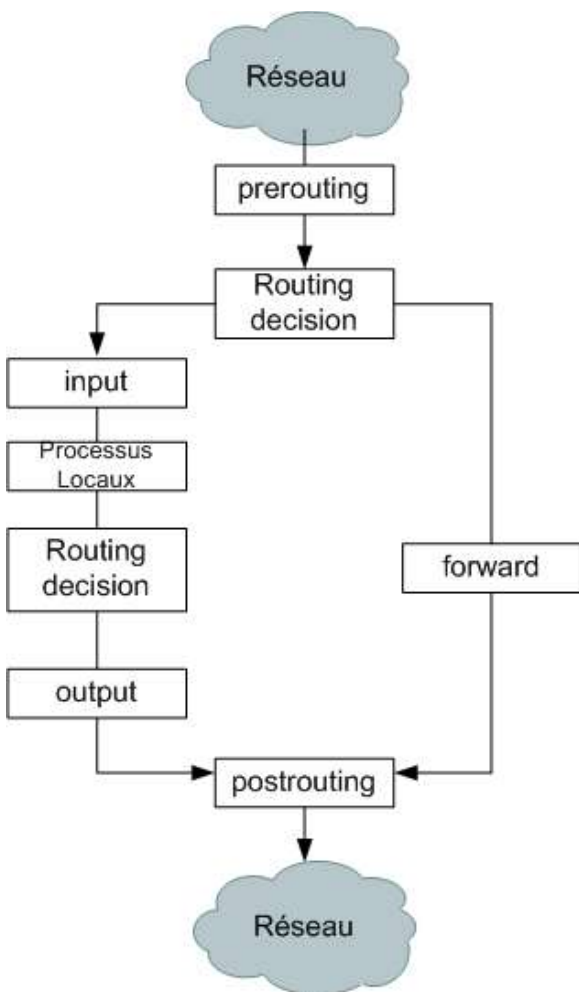 Réseau
prerouting
Routing
decision
input
Processus
Locaux
Routing
decision
forward
output
postrouting
Réseau